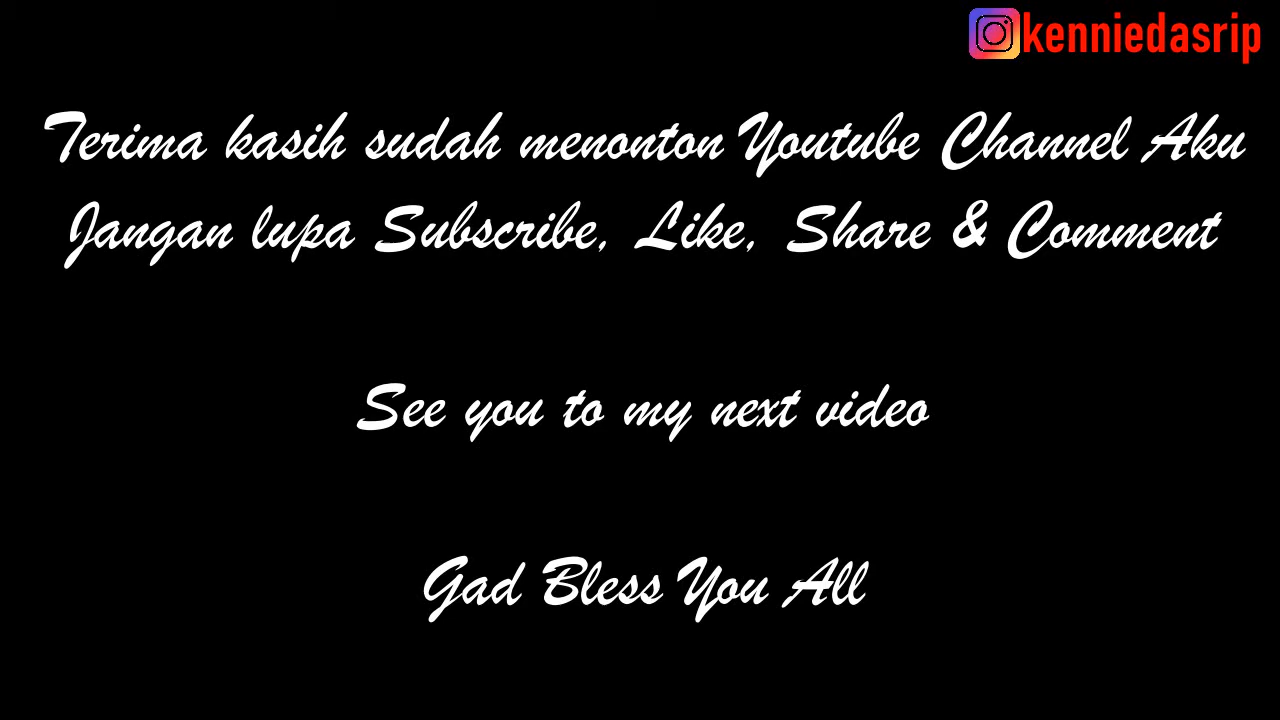 kenniedasrip
Terima kasih sudah menonton Youtube Channel Aku
Jangan lupa Subscribe, Like, Share & Comment
See you to my next video
Gad Bless You All